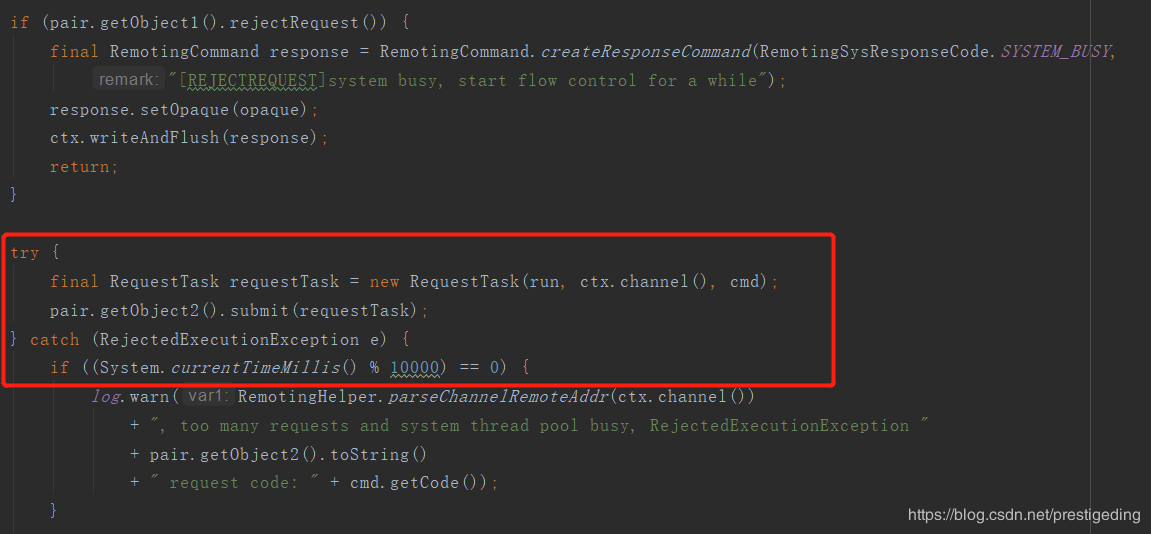 if (pair.getObject1().rejectRequest()) {
final RemotingCommand response = RemotingCommand.createResponseCommand(RemotingSysResponseCode.SYSTEM_BUSY,
remark: "[REJECTREQUEST]system busy, start flow control for a while");
response.setOpaque(opaque);
ctx.writeAndFlush(response);
return;
}
try {
final RequestTask requestTask = new RequestTask(run, ctx.channel(), cmd);
pair.getObject2().submit(requestTask);
} catch (RejectedExecutionException e) {
if ((System.currentTimeMillis() % 10000) == 0) {
log.warn( var1: RemotingHelper.parseChannelRemoteAddr(ctx.channel())
+ ", too many requests and system thread pool busy, RejectedExecutionException "
+ pair.getObject2().toString()
+ " request code: " + cmd.getCode());
}
https://blog.csdn.net/prestigeding